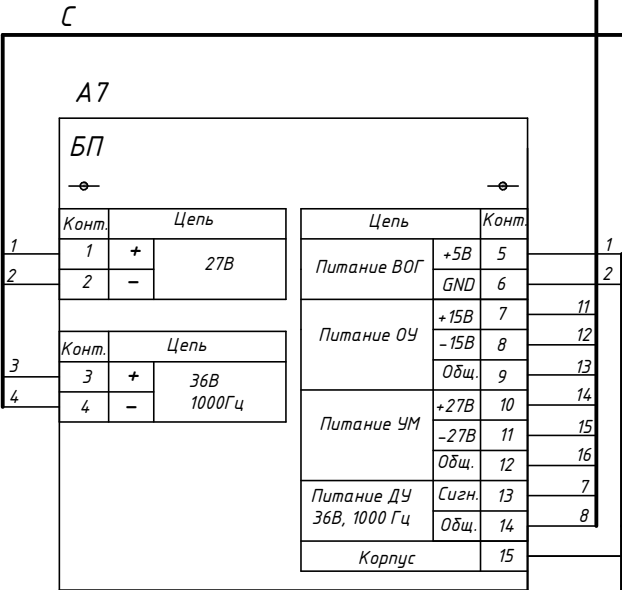 С
А7
БП
Конт. Цепь
1 + 27В
2 –
Конт. Цепь
3 + 36В
4 – 1000Гц
Цепь Конт.
Питание ВОГ +5В 5
GND 6
Питание ОУ +15В 7
-15В 8
Общ. 9
Питание УМ +27В 10
-27В 11
Общ. 12
Питание ДУ Сигн. 13
36В, 1000 Гц Общ. 14
Корпус 15
1
2
3
4
1
2
11
12
13
14
15
16
7
8